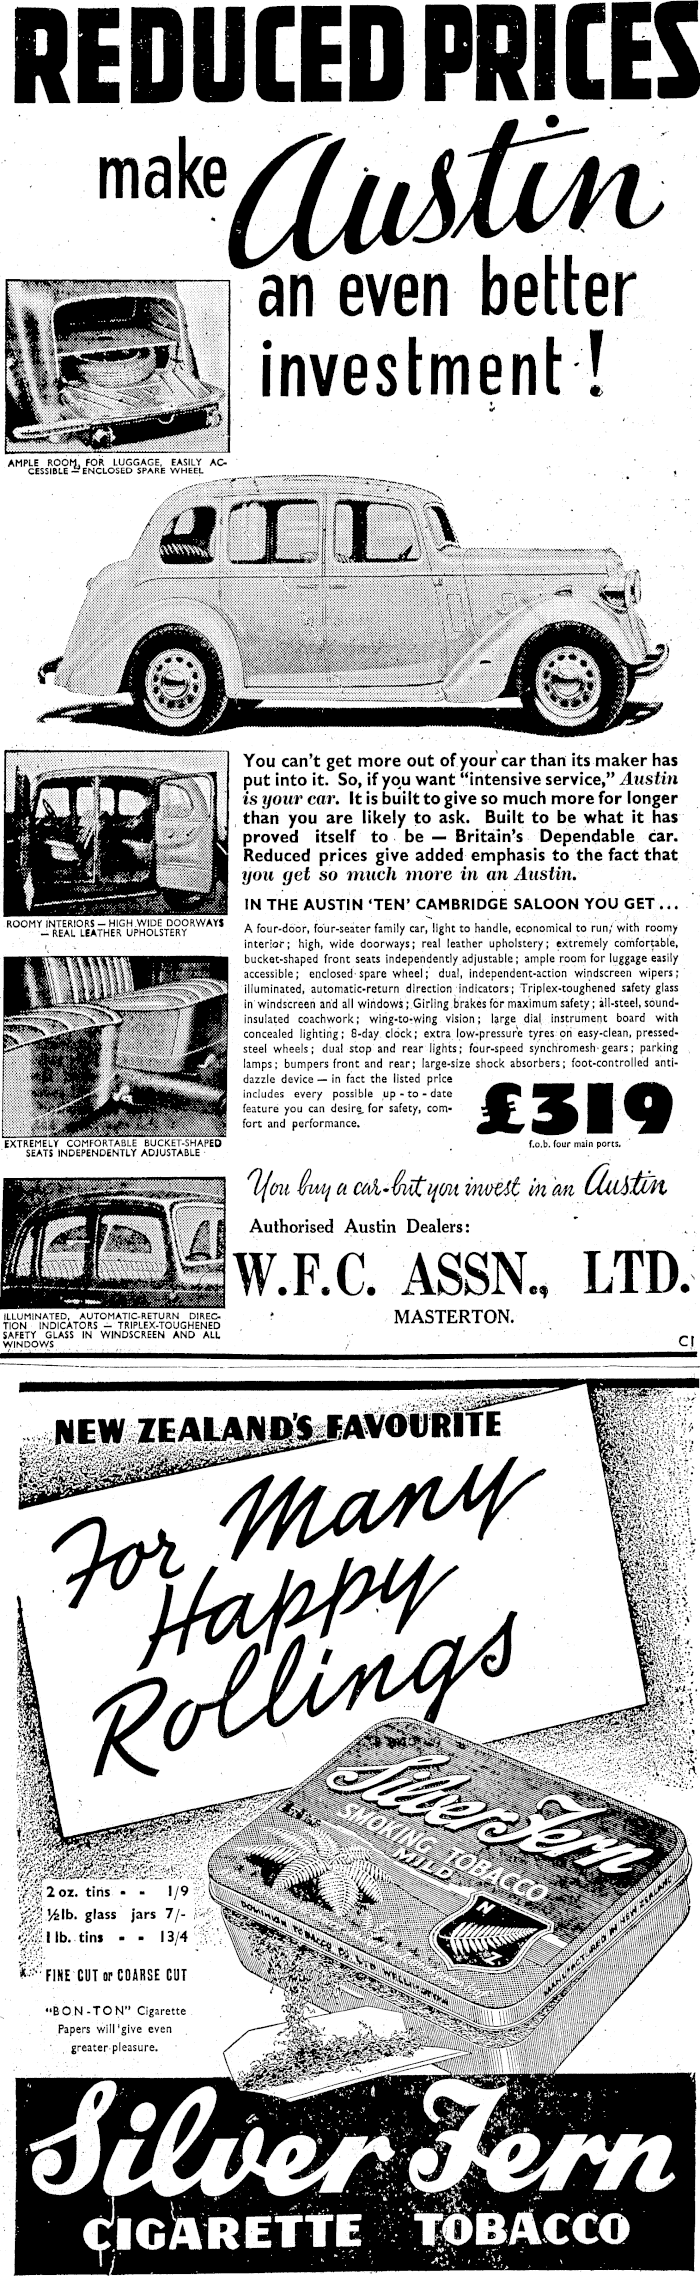 REDUCED PRICES
make Austin
an even better
investment!
AMPLE ROOM FOR LUGGAGE, EASILY AC-
CESSIBLE — ENCLOSED SPARE WHEEL
You can't get more out of your car than its maker has
put into it. So, if you want "intensive service," Austin
is your car. It is built to give so much more for longer
than you are likely to ask. Built to be what it has
proved itself to be — Britain's Dependable car.
Reduced prices give added emphasis to the fact that
you get so much more in an Austin.
ROOMY INTERIORS — HIGH WIDE DOORWAYS
— REAL LEATHER UPHOLSTERY
IN THE AUSTIN 'TEN' CAMBRIDGE SALOON YOU GET ...
A four-door, four-seater family car, light to handle, economical to run, with roomy
interior; high, wide doorways; real leather upholstery; extremely comfortable,
bucket-shaped front seats independently adjustable; ample room for luggage easily
accessible; enclosed spare wheel; dual, independent-action windscreen wipers;
illuminated, automatic-return direction indicators; Triplex-toughened safety glass
in windscreen and all windows; Girling brakes for maximum safety; all-steel, sound-
insulated coachwork; wing-to-wing vision; large dial instrument board with
concealed lighting; 8-day clock; extra low-pressure tyres on easy-clean, pressed-
steel wheels; dual stop and rear lights; four-speed synchromesh gears; parking
lamps; bumpers front and rear; large-size shock absorbers; foot-controlled anti-
dazzle device — in fact the listed price
includes every possible up-to-date
feature you can desire for safety, com-
fort and performance.
£319
f.o.b. four main ports.
EXTREMELY COMFORTABLE BUCKET-SHAPED
SEATS INDEPENDENTLY ADJUSTABLE
You buy a car - but you invest in an Austin
Authorised Austin Dealers:
W.F.C. ASSN., LTD.
MASTERTON.
ILLUMINATED, AUTOMATIC-RETURN DIREC-
TION INDICATORS — TRIPLEX-TOUGHENED
SAFETY GLASS IN WINDSCREEN AND ALL
WINDOWS
C1
NEW ZEALAND'S FAVOURITE
For Many
Happy
Rollings
Silver Fern
SMOKING TOBACCO
MILD
N Z
DOMINION TOBACCO CO. LTD WELLINGTON
MANUFACTURED IN NEW ZEALAND
2 oz. tins - - 1/9
½lb. glass jars 7/-
1 lb. tins - - 13/4
FINE CUT or COARSE CUT
"BON-TON" Cigarette
Papers will give even
greater pleasure.
Silver Fern
CIGARETTE TOBACCO